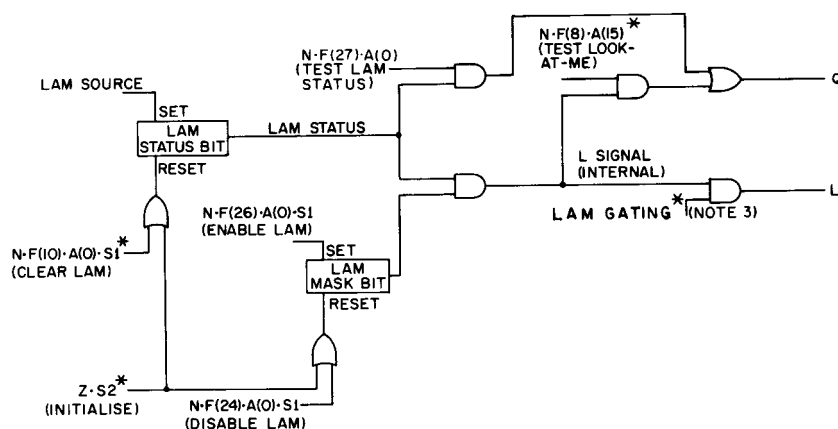 N·F(8)·A(15)*
(TEST LOOK-
AT-ME)
N·F(27)·A(0)
(TEST LAM
STATUS)
Q
LAM SOURCE
SET
LAM
STATUS BIT
RESET
LAM STATUS
L SIGNAL
(INTERNAL)
L
LAM GATING*(NOTE 3)
N·F(26)·A(0)·S1
(ENABLE LAM)
SET
LAM
MASK BIT
RESET
N·F(10)·A(0)·S1*
(CLEAR LAM)
Z·S2*
(INITIALISE)
N·F(24)·A(0)·S1
(DISABLE LAM)